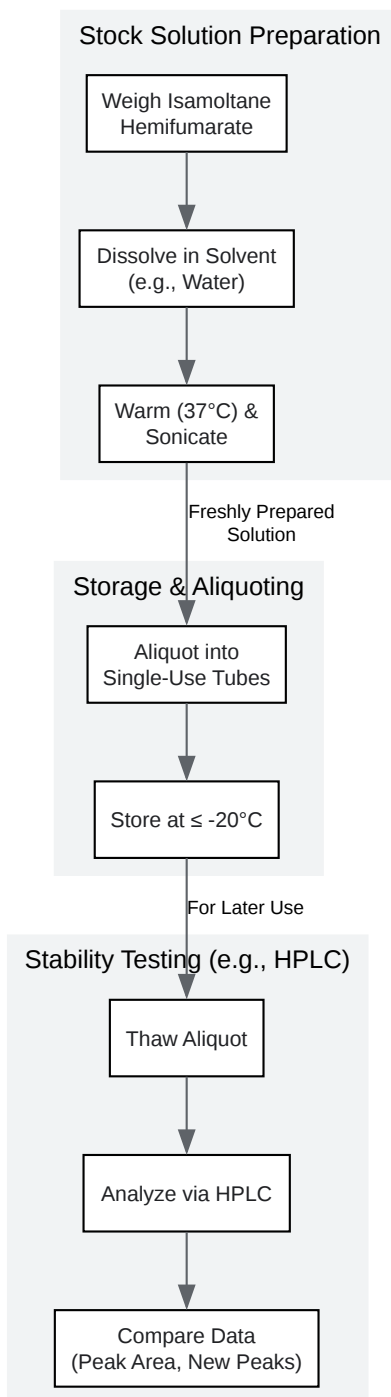 Stock Solution Preparation
Weigh Isamoltane
Hemifumarate
Dissolve in Solvent
(e.g., Water)
Warm (37°C) &
Sonicate
Freshly Prepared
Solution
Storage & Aliquoting
Aliquot into
Single-Use Tubes
Store at ≤ -20°C
For Later Use
Stability Testing (e.g., HPLC)
Thaw Aliquot
Analyze via HPLC
Compare Data
(Peak Area, New Peaks)